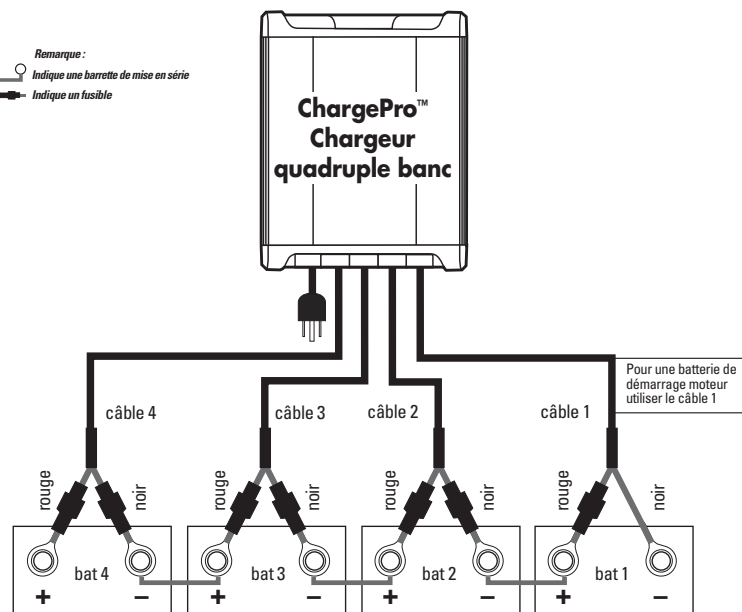 Remarque :
Indique une barrette de mise en série
Indique un fusible
ChargePro™
Chargeur
quadruple banc
Pour une batterie de
démarrage moteur
utiliser le câble 1
câble 4
câble 3
câble 2
câble 1
rouge
noir
rouge
noir
rouge
noir
rouge
noir
bat 4
bat 3
bat 2
bat 1
+
−
+
−
+
−
+
−